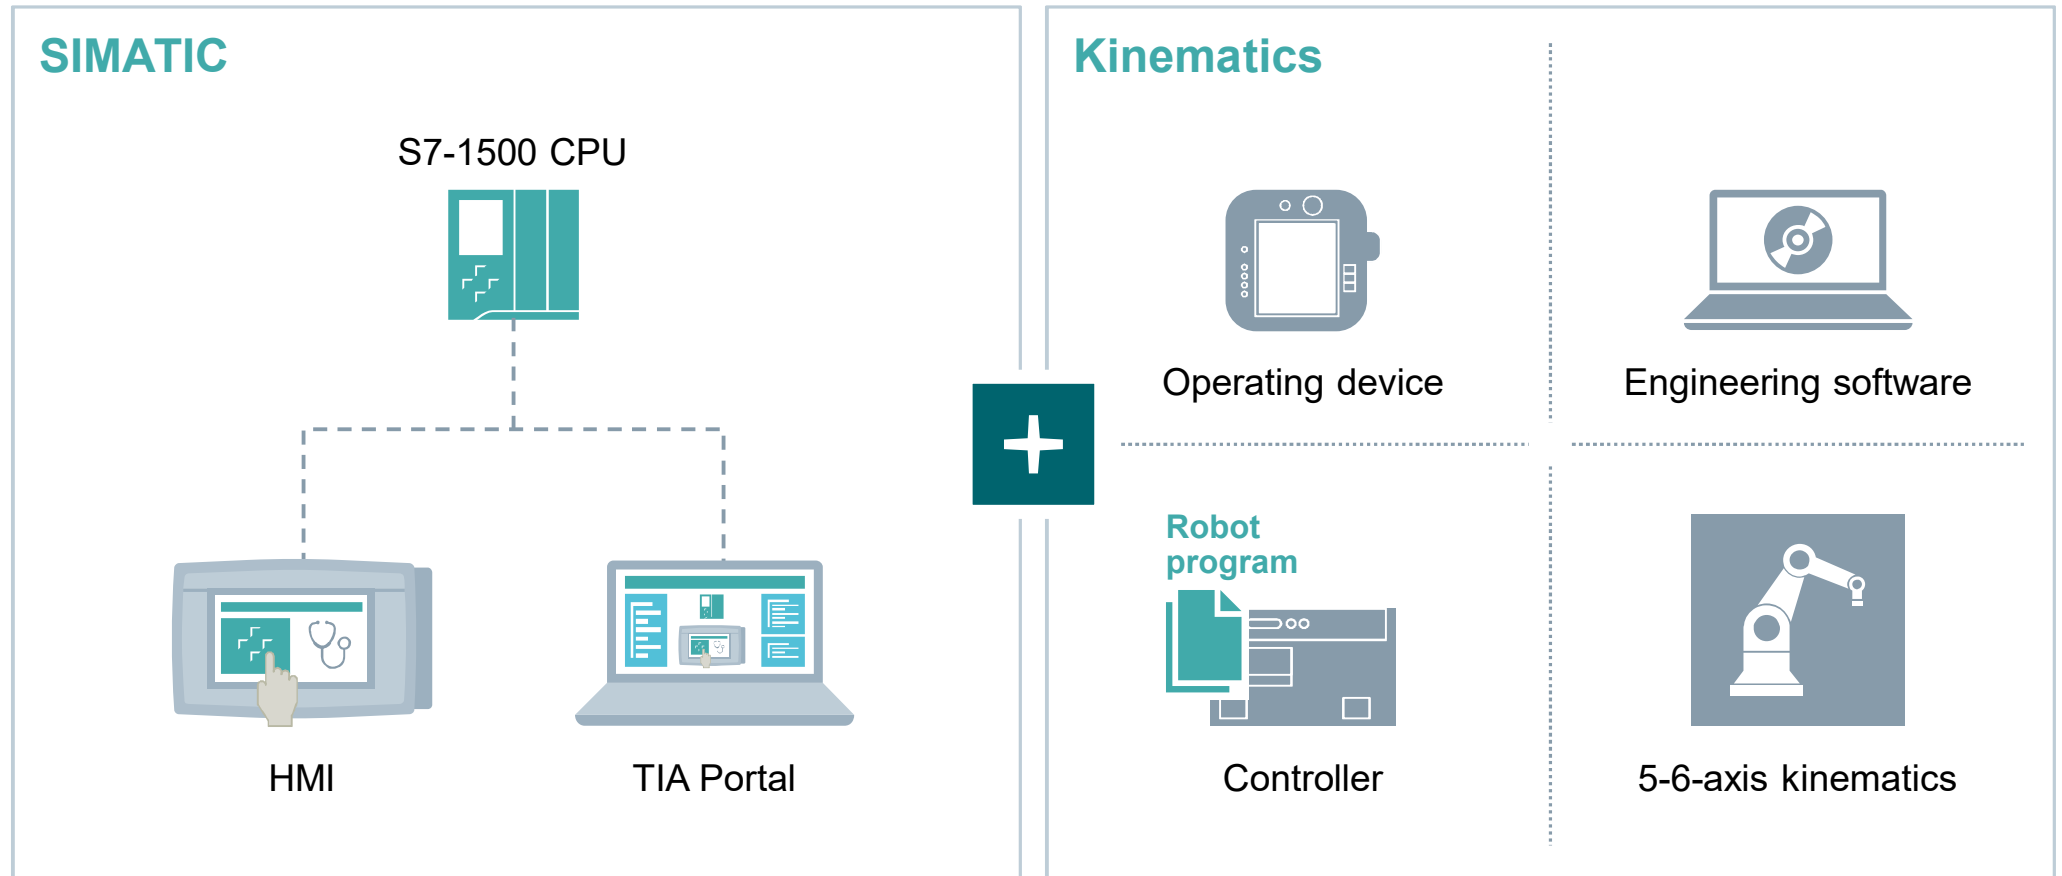 SIMATIC
S7-1500 CPU
HMI
TIA Portal
Kinematics
Operating device
Engineering software
Robot
program
Controller
5-6-axis kinematics